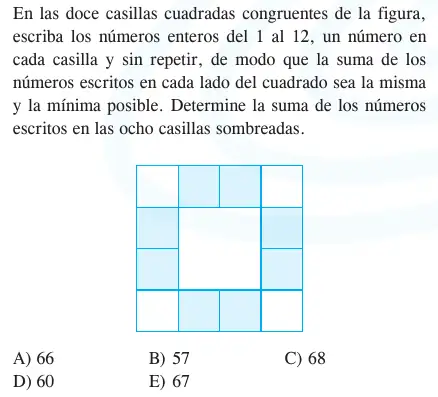 En las doce casillas cuadradas congruentes de la figura,
escriba los números enteros del 1 al 12, un número en
cada casilla y sin repetir, de modo que la suma de los
números escritos en cada lado del cuadrado sea la misma
y la mínima posible. Determine la suma de los números
escritos en las ocho casillas sombreadas.
A) 66 B) 57 C) 68
D) 60 E) 67